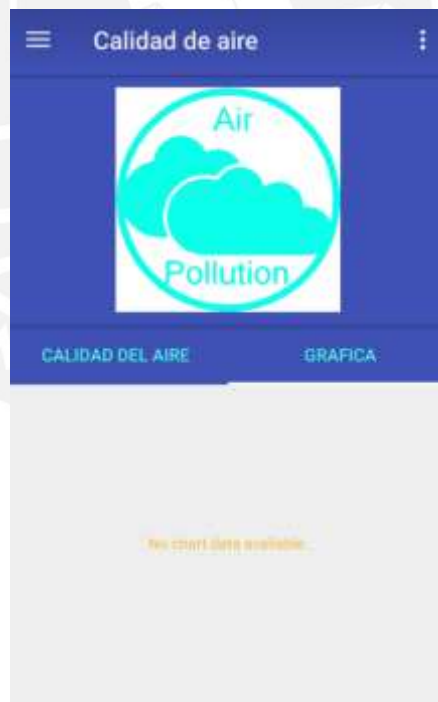 Calidad de aire
Air
Pollution
CALIDAD DEL AIRE
GRAFICA
No chart data available.